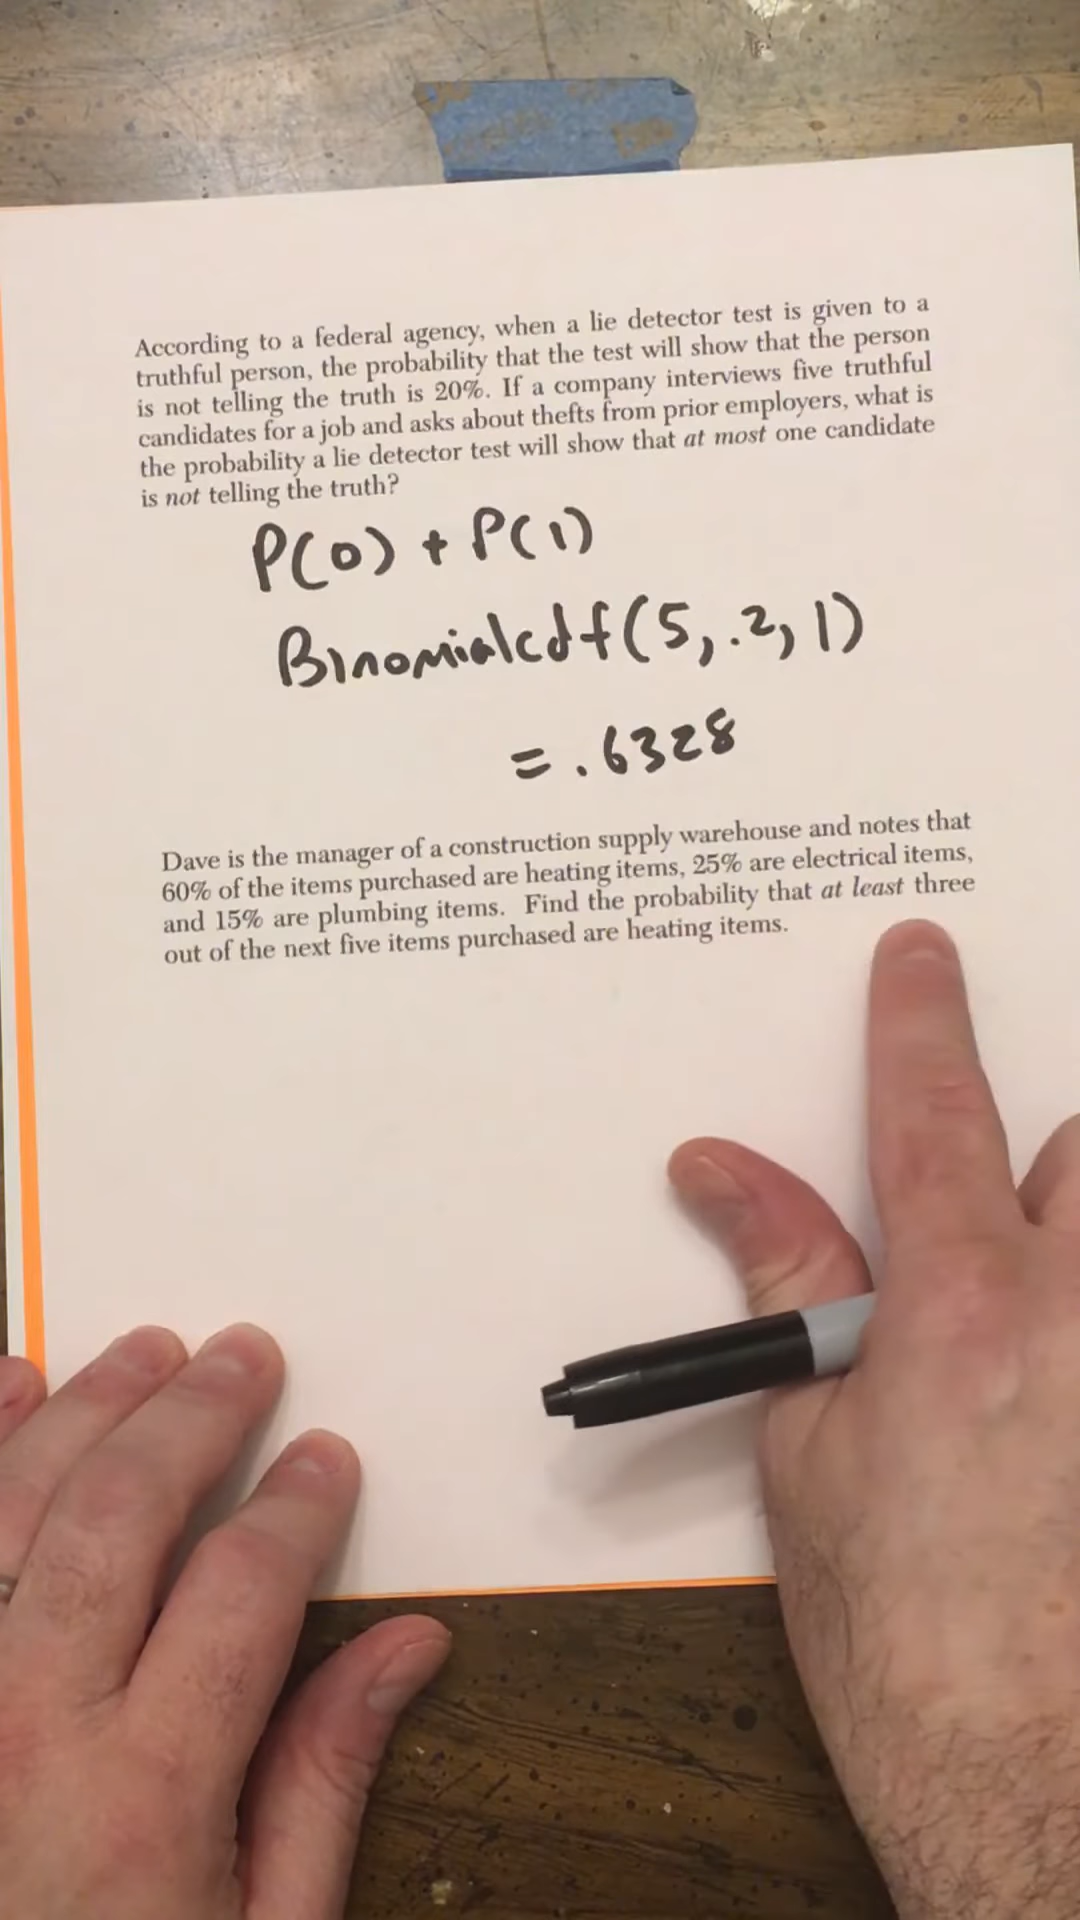 According to a federal agency, when a lie detector test is given to a
truthful person, the probability that the test will show that the person
is not telling the truth is 20%. If a company interviews five truthful
candidates for a job and asks about thefts from prior employers, what is
the probability a lie detector test will show that at most one candidate
is not telling the truth?
P(0) + P(1)
Binomialcdf(5, .2, 1)
= .6328
Dave is the manager of a construction supply warehouse and notes that
60% of the items purchased are heating items, 25% are electrical items,
and 15% are plumbing items. Find the probability that at least three
out of the next five items purchased are heating items.